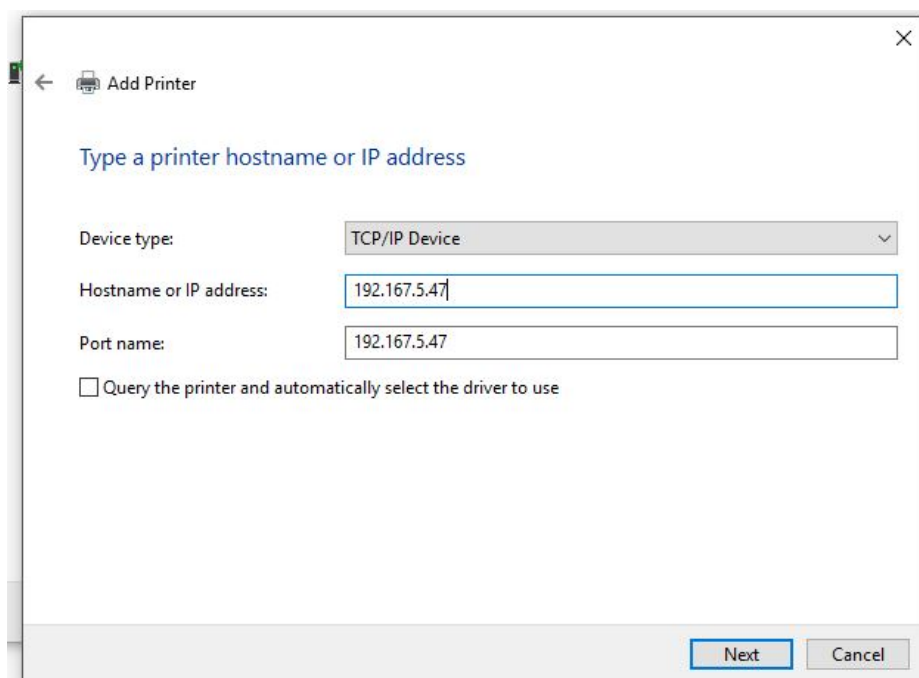 Add Printer
Type a printer hostname or IP address
Device type: TCP/IP Device
Hostname or IP address: 192.167.5.47
Port name: 192.167.5.47
Query the printer and automatically select the driver to use
Next Cancel